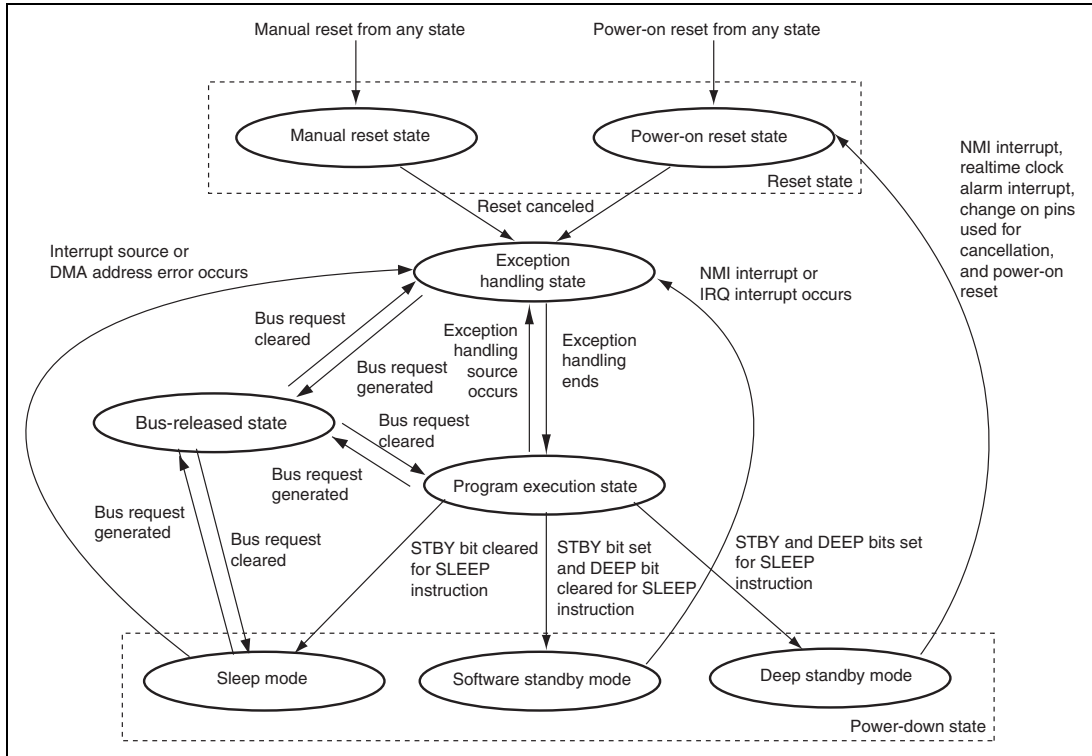 Manual reset from any state
Power-on reset from any state
Manual reset state
Power-on reset state
Reset state
NMI interrupt,
realtime clock
alarm interrupt,
change on pins
used for
cancellation,
and power-on
reset
Reset canceled
Interrupt source or
DMA address error occurs
Exception
handling state
NMI interrupt or
IRQ interrupt occurs
Bus request
cleared
Bus request
generated
Exception
handling
source
occurs
Exception
handling
ends
Bus-released state
Bus request
cleared
Bus request
generated
Program execution state
Bus request
generated
Bus request
cleared
STBY bit cleared
for SLEEP
instruction
STBY bit set
and DEEP bit
cleared for SLEEP
instruction
STBY and DEEP bits set
for SLEEP
instruction
Sleep mode
Software standby mode
Deep standby mode
Power-down state